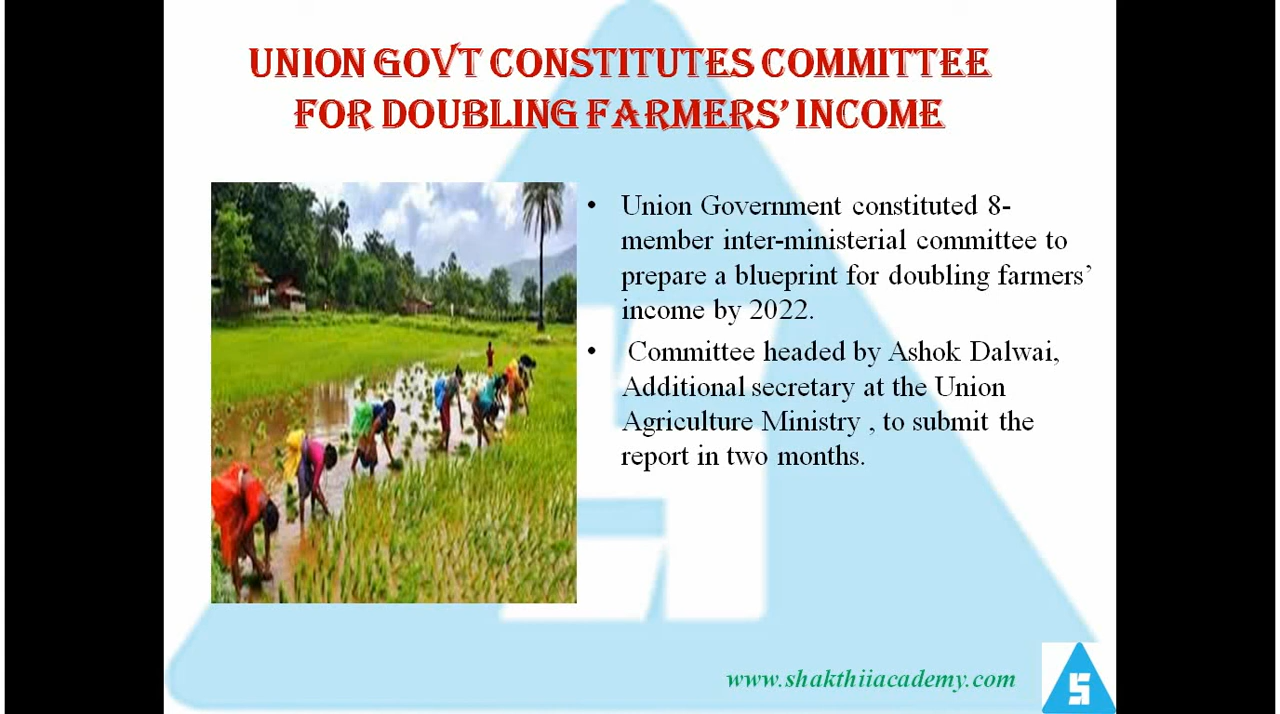 UNION GOVT CONSTITUTES COMMITTEE
FOR DOUBLING FARMERS’ INCOME
• Union Government constituted 8-
member inter-ministerial committee to
prepare a blueprint for doubling farmers’
income by 2022.
• Committee headed by Ashok Dalwai,
Additional secretary at the Union
Agriculture Ministry , to submit the
report in two months.
www.shakthiiacademy.com
S